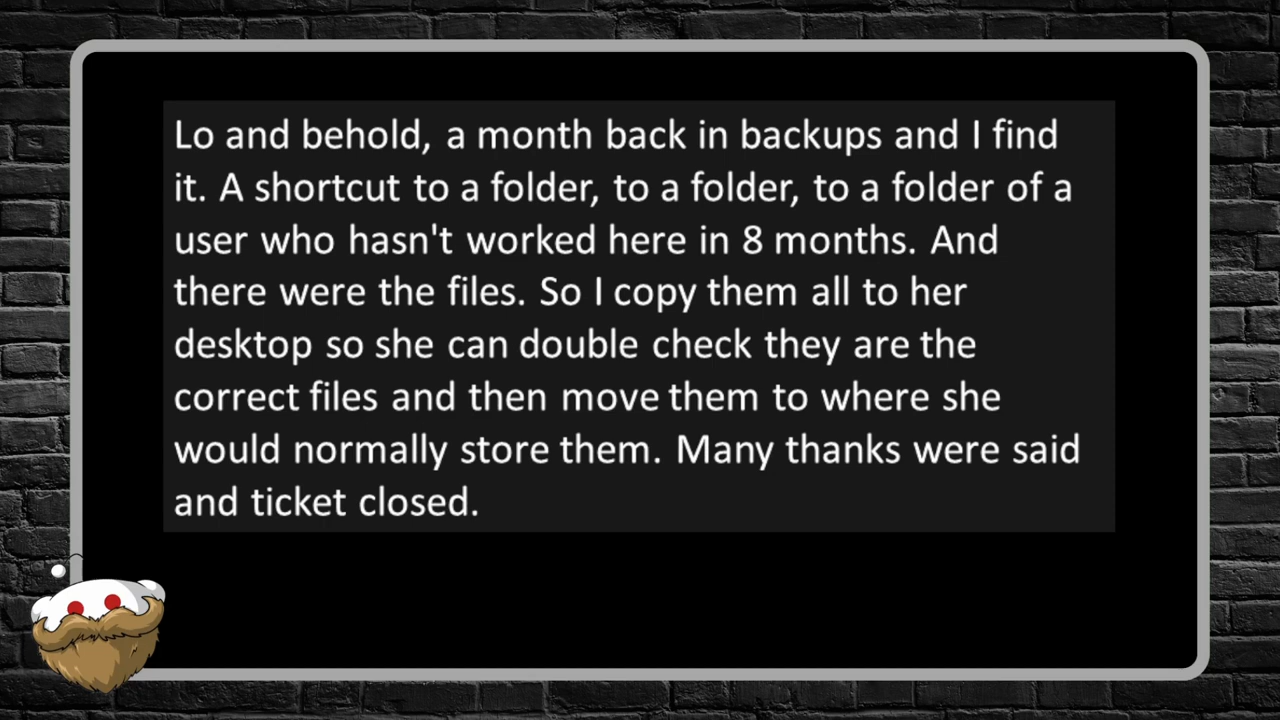 Lo and behold, a month back in backups and I find
it. A shortcut to a folder, to a folder, to a folder of a
user who hasn't worked here in 8 months. And
there were the files. So I copy them all to her
desktop so she can double check they are the
correct files and then move them to where she
would normally store them. Many thanks were said
and ticket closed.